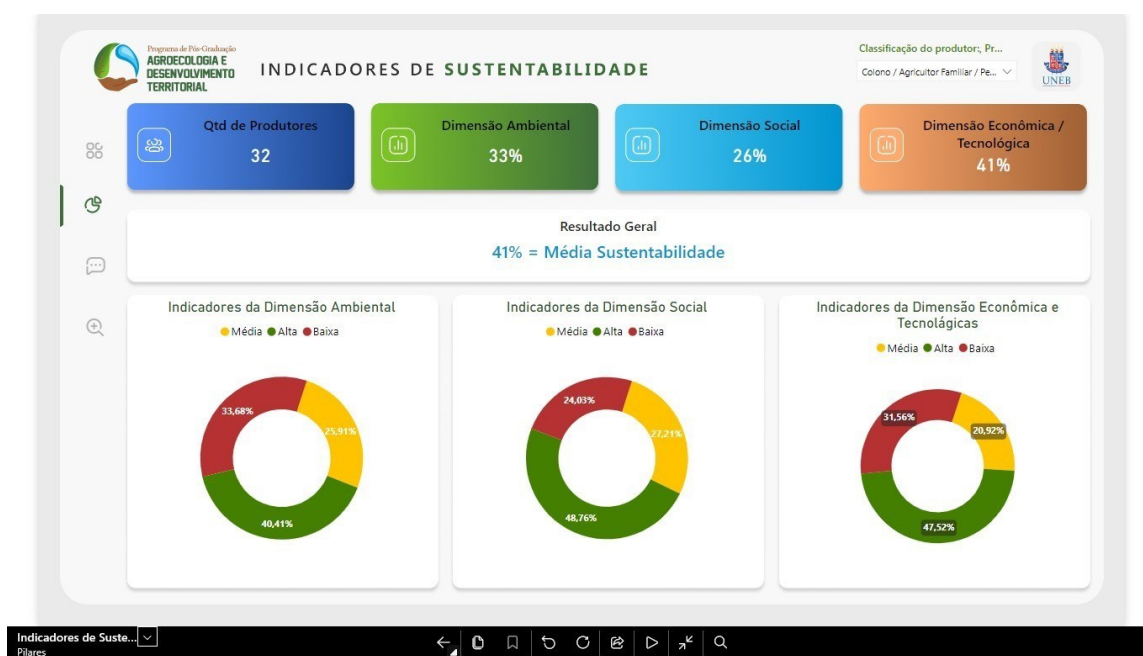 Programa de Pós-Graduação
AGROECOLOGIA E
DESENVOLVIMENTO
TERRITORIAL
INDICADORES DE SUSTENTABILIDADE
Classificação do produtor:, Pr...
Colono / Agricultor Familiar / Pe...
UNEB
Qtd de Produtores
32
Dimensão Ambiental
33%
Dimensão Social
26%
Dimensão Econômica /
Tecnológica
41%
Resultado Geral
41% = Média Sustentabilidade
Indicadores da Dimensão Ambiental
Média Alta Baixa
33,68%
25,91%
40,41%
Indicadores da Dimensão Social
Média Alta Baixa
24,03%
27,21%
48,76%
Indicadores da Dimensão Econômica e
Tecnolágicas
Média Alta Baixa
31,56%
20,92%
47,52%
Indicadores de Suste...
Pilares